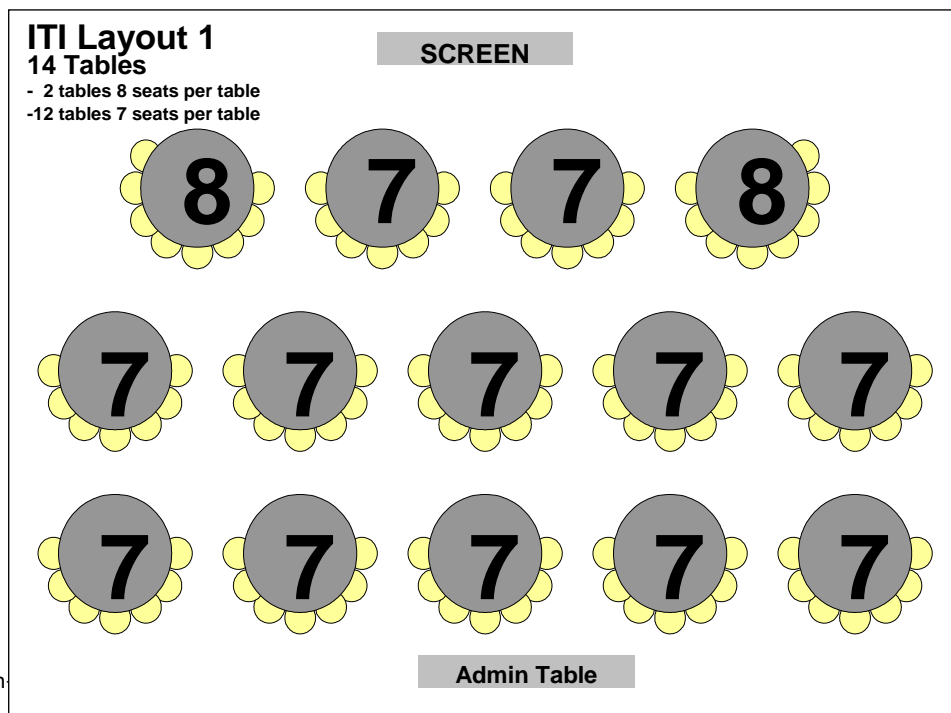 ITI Layout 1
14 Tables
- 2 tables 8 seats per table
-12 tables 7 seats per table
SCREEN
8 7 7 8
7 7 7 7 7
7 7 7 7 7
Admin Table